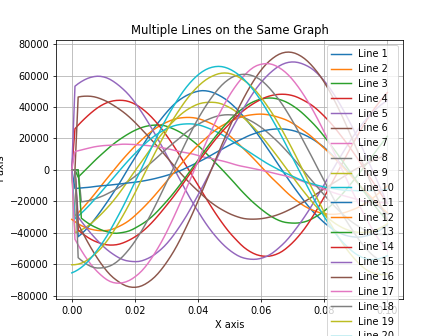 Multiple Lines on the Same Graph
80000
60000
40000
20000
0
−20000
−40000
−60000
−80000
0.00
0.02
0.04
0.06
X axis
Line 1
Line 2
Line 3
Line 4
Line 5
Line 6
Line 7
Line 8
Line 9
Line 10
Line 11
Line 12
Line 13
Line 14
Line 15
Line 16
Line 17
Line 18
Line 19
Line 20